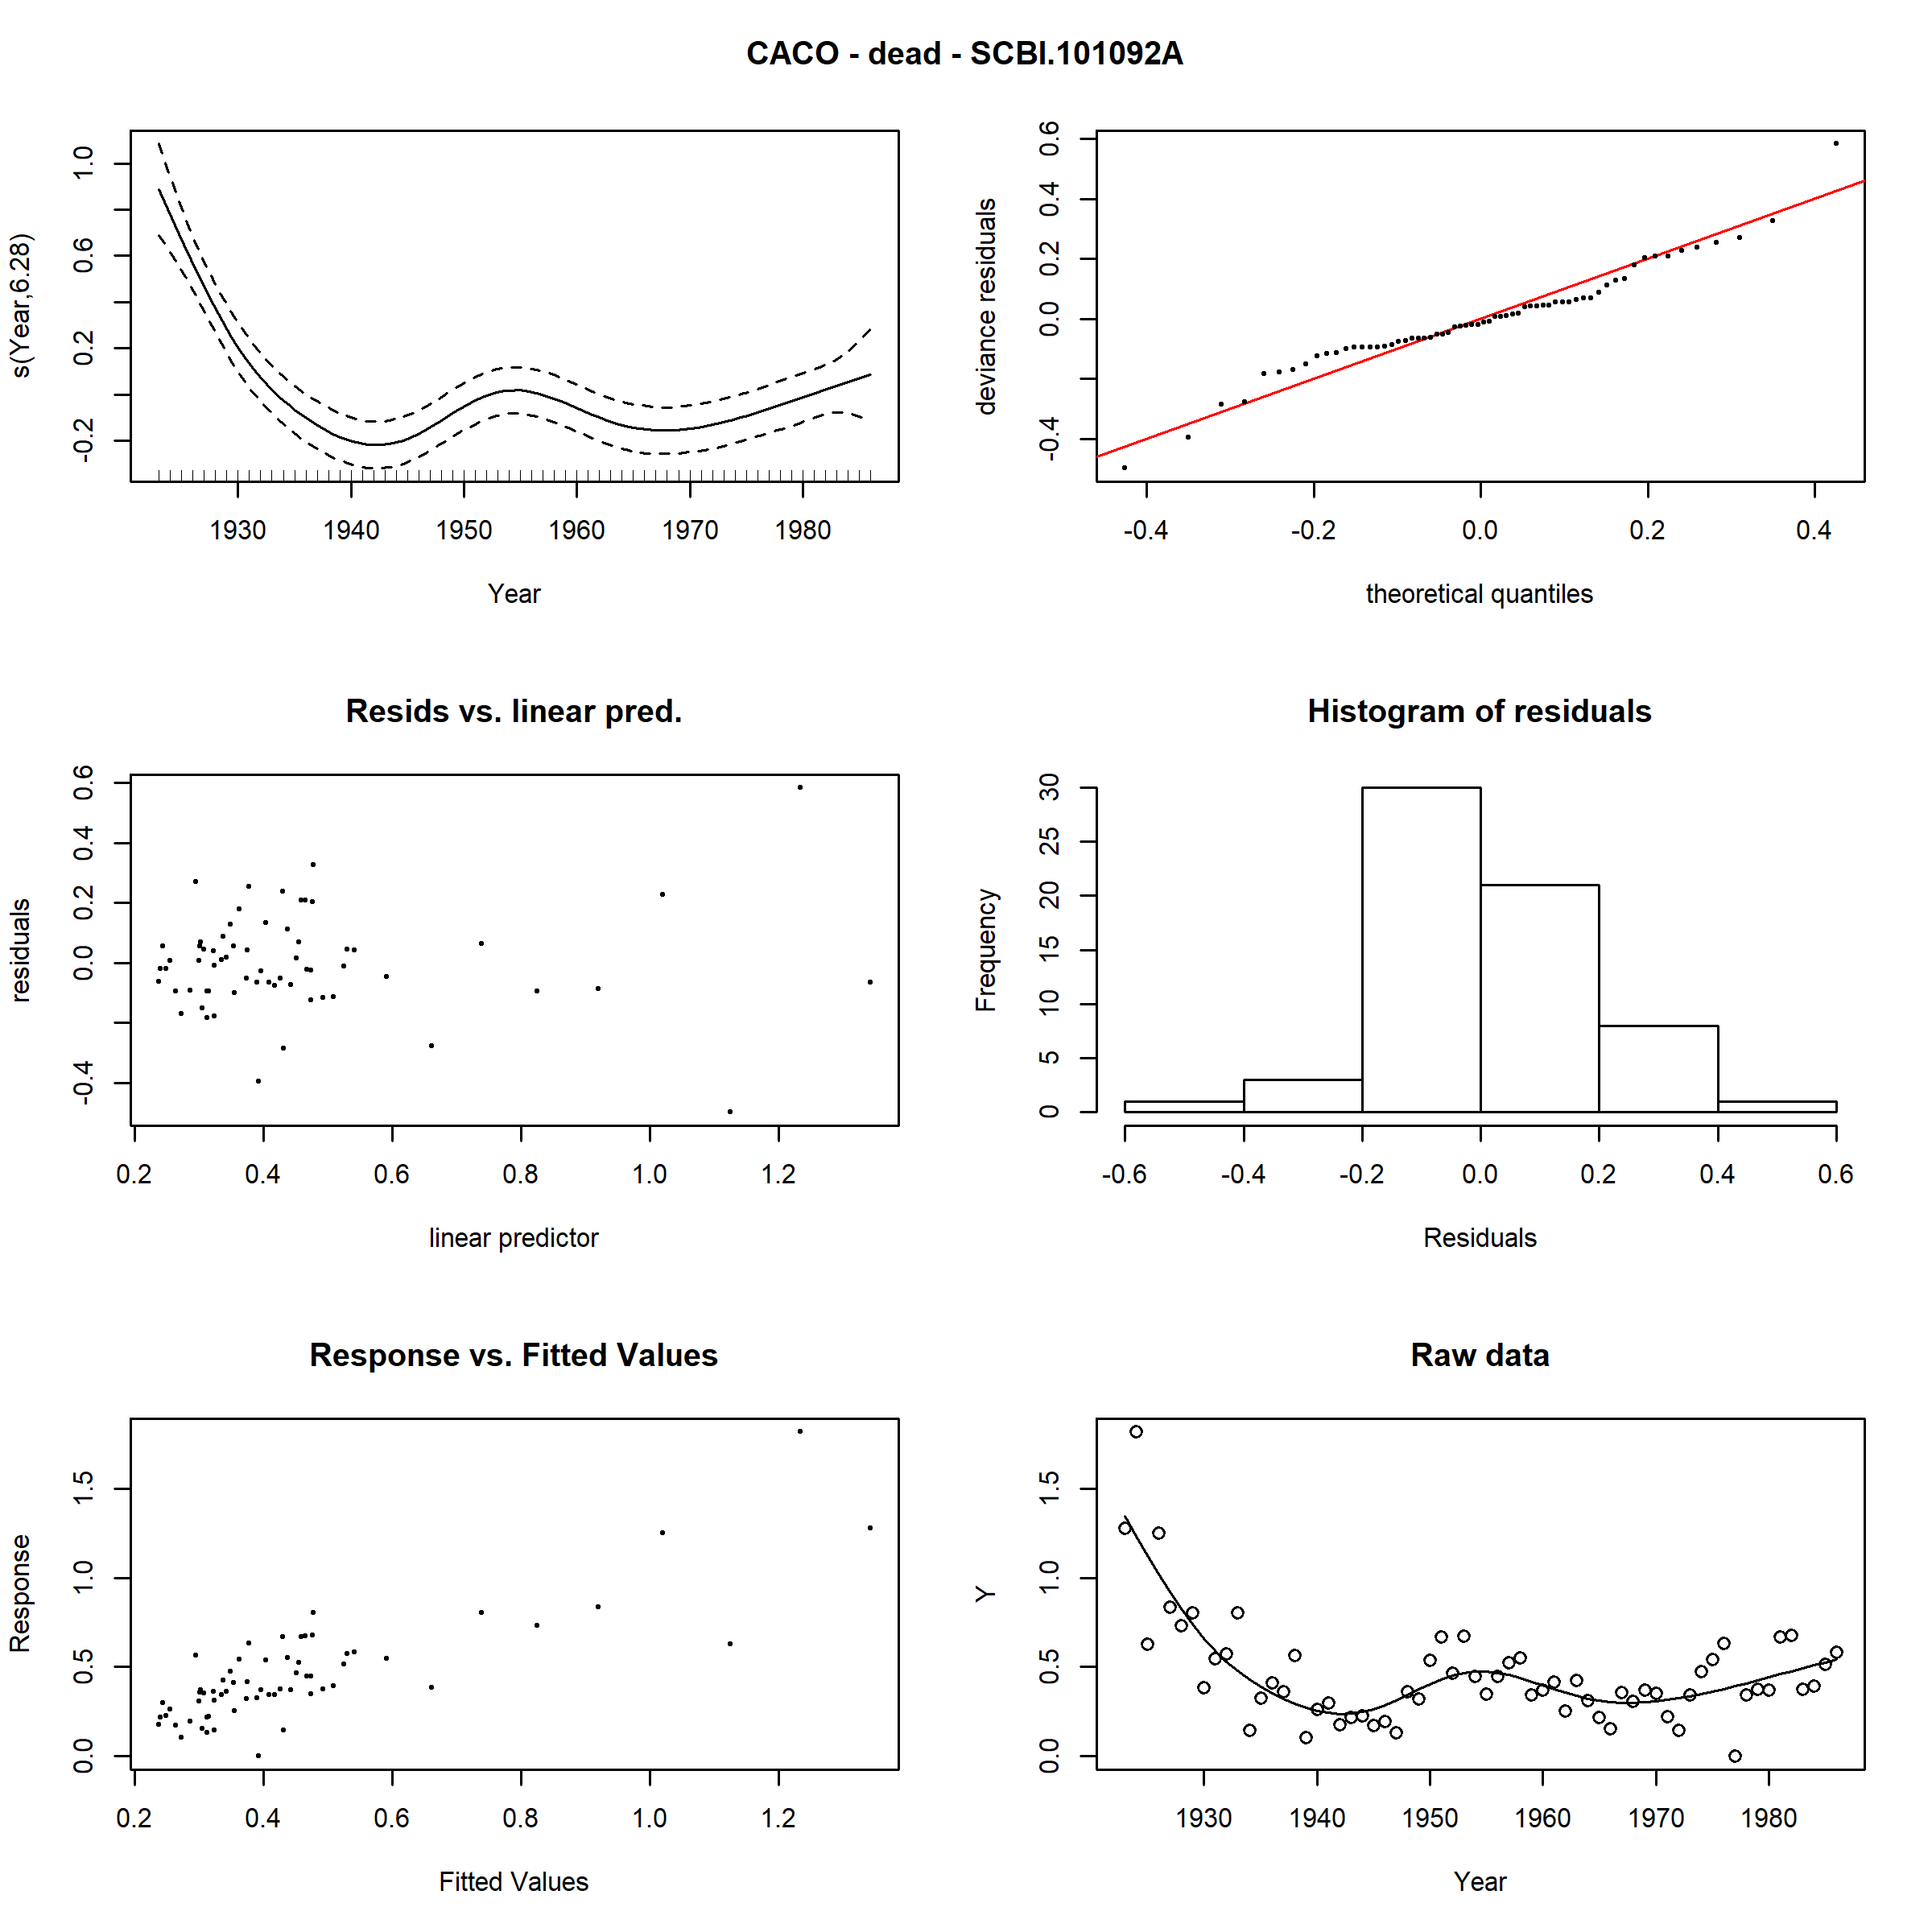 CACO - dead - SCBI.101092A
s(Year,6.28)
-0.2 0.2 0.6 1.0
1930 1940 1950 1960 1970 1980
Year
deviance residuals
-0.4 0.0 0.2 0.4 0.6
-0.4 -0.2 0.0 0.2 0.4
theoretical quantiles
Resids vs. linear pred.
residuals
-0.4 0.0 0.2 0.4 0.6
0.2 0.4 0.6 0.8 1.0 1.2
linear predictor
Histogram of residuals
Frequency
0 5 10 15 20 25 30
-0.6 -0.4 -0.2 0.0 0.2 0.4 0.6
Residuals
Response vs. Fitted Values
Response
0.0 0.5 1.0 1.5
0.2 0.4 0.6 0.8 1.0 1.2
Fitted Values
Raw data
Y
0.0 0.5 1.0 1.5
1930 1940 1950 1960 1970 1980
Year